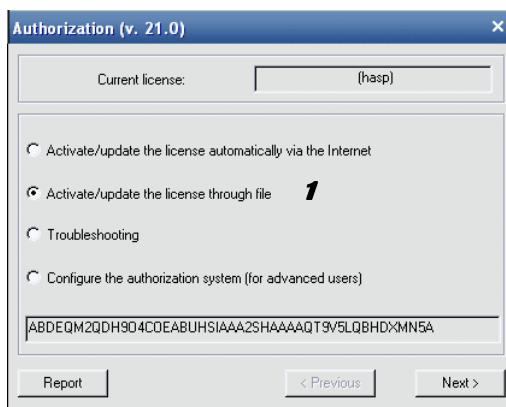 Authorization (v. 21.0)
Current license: (hasp)
Activate/update the license automatically via the Internet
Activate/update the license through file 1
Troubleshooting
Configure the authorization system (for advanced users)
ABDEQM2QDH9O4COEABUHSIAAA2SHAAAAQT9V5LQBHDXMN5A
Report < Previous Next >